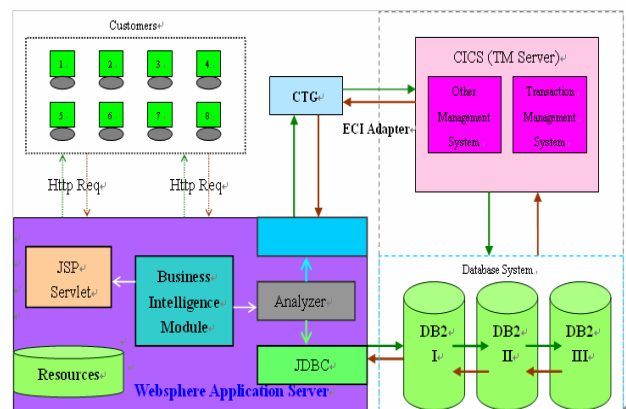 Customers
1 2 3 4
5 6 7 8
Http Req
Http Req
CTG
ECI Adapter
CICS (TM Server)
Other
Management
System
Transaction
Management
System
JSP
Servlet
Business
Intelligence
Module
Analyzer
JDBC
Resources
Websphere Application Server
Database System
DB2
I
DB2
II
DB2
III